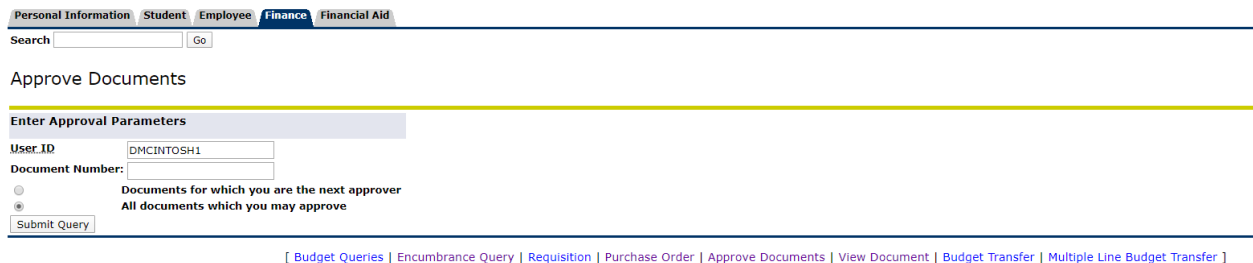 Personal Information Student Employee Finance Financial Aid
Search Go
Approve Documents
Enter Approval Parameters
User ID DMCINTOSH1
Document Number:
Documents for which you are the next approver
All documents which you may approve
Submit Query
[ Budget Queries | Encumbrance Query | Requisition | Purchase Order | Approve Documents | View Document | Budget Transfer | Multiple Line Budget Transfer ]